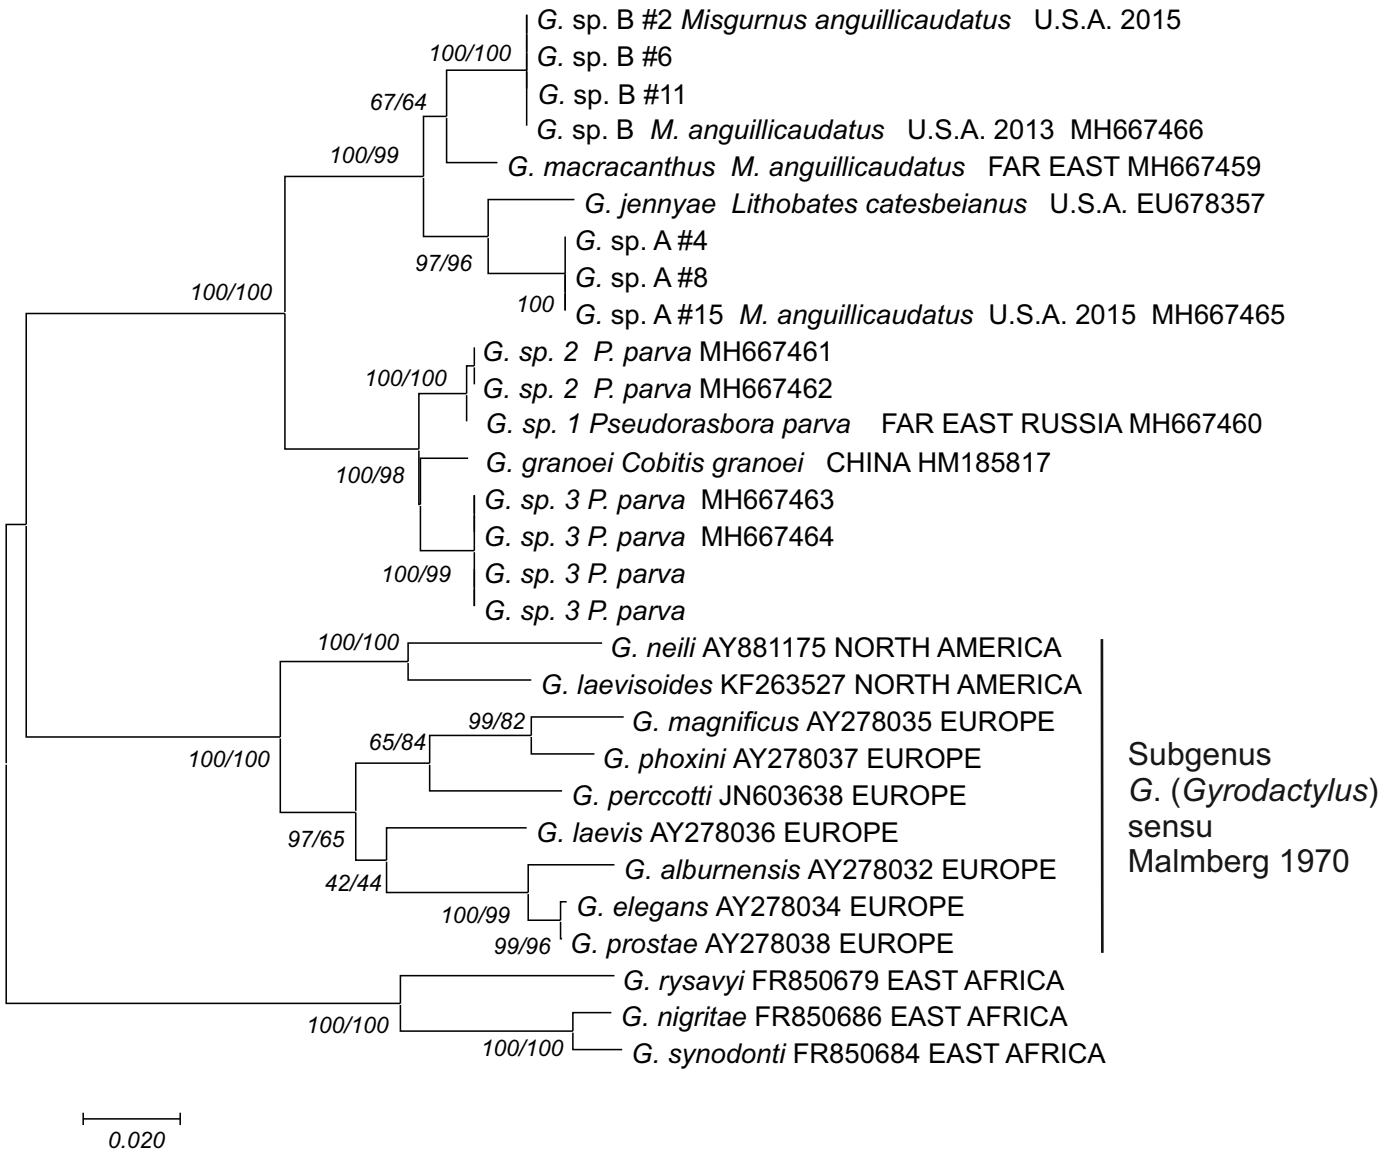 G. sp. B #2 Misgurnus anguillicaudatus U.S.A. 2015
100/100
G. sp. B #6
G. sp. B #11
67/64
G. sp. B M. anguillicaudatus U.S.A. 2013 MH667466
100/99
G. macracanthus M. anguillicaudatus FAR EAST MH667459
G. jennyae Lithobates catesbeianus U.S.A. EU678357
G. sp. A #4
97/96
G. sp. A #8
100/100
100
G. sp. A #15 M. anguillicaudatus U.S.A. 2015 MH667465
G. sp. 2 P. parva MH667461
100/100
G. sp. 2 P. parva MH667462
G. sp. 1 Pseudorasbora parva FAR EAST RUSSIA MH667460
G. granoei Cobitis granoei CHINA HM185817
100/98
G. sp. 3 P. parva MH667463
G. sp. 3 P. parva MH667464
100/99
G. sp. 3 P. parva
G. sp. 3 P. parva
100/100
G. neili AY881175 NORTH AMERICA
G. laevisoides KF263527 NORTH AMERICA
99/82
G. magnificus AY278035 EUROPE
65/84
100/100
G. phoxini AY278037 EUROPE
G. perccotti JN603638 EUROPE
97/65
G. laevis AY278036 EUROPE
42/44
G. alburnensis AY278032 EUROPE
100/99
G. elegans AY278034 EUROPE
99/96
G. prostae AY278038 EUROPE
Subgenus
G. (Gyrodactylus)
sensu
Malmberg 1970
G. rysavyi FR850679 EAST AFRICA
100/100
G. nigritae FR850686 EAST AFRICA
100/100
G. synodonti FR850684 EAST AFRICA
0.020